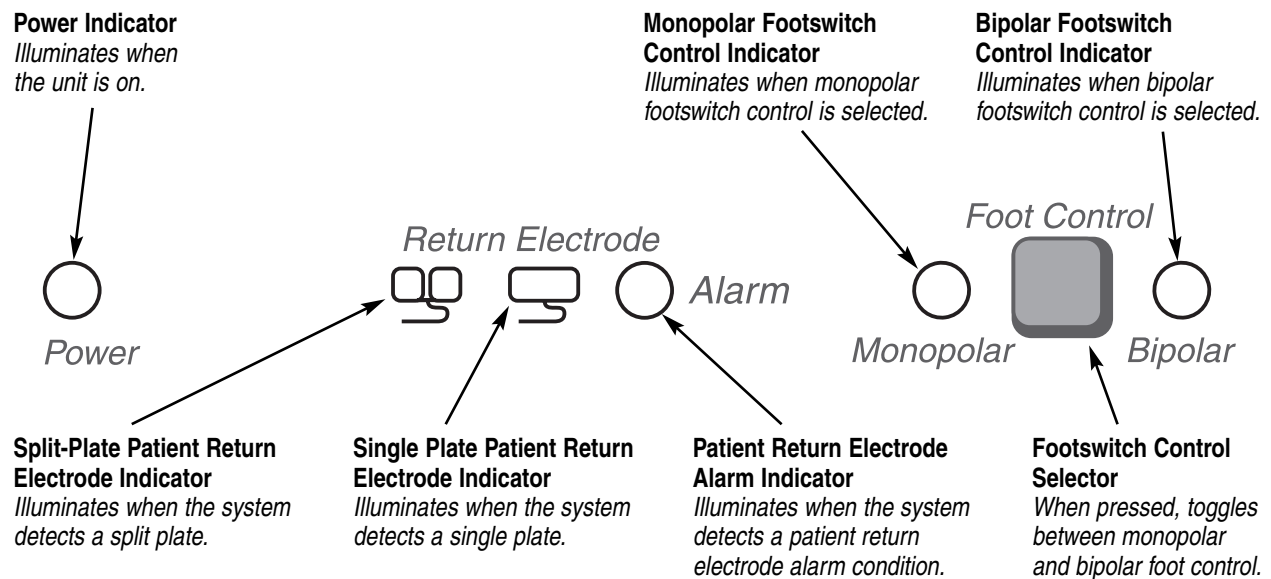 Power Indicator
Illuminates when
the unit is on.
Monopolar Footswitch
Control Indicator
Illuminates when monopolar
footswitch control is selected.
Bipolar Footswitch
Control Indicator
Illuminates when bipolar
footswitch control is selected.
Power
Return Electrode
Alarm
Foot Control
Monopolar
Bipolar
Split-Plate Patient Return
Electrode Indicator
Illuminates when the system
detects a split plate.
Single Plate Patient Return
Electrode Indicator
Illuminates when the system
detects a single plate.
Patient Return Electrode
Alarm Indicator
Illuminates when the system
detects a patient return
electrode alarm condition.
Footswitch Control
Selector
When pressed, toggles
between monopolar
and bipolar foot control.